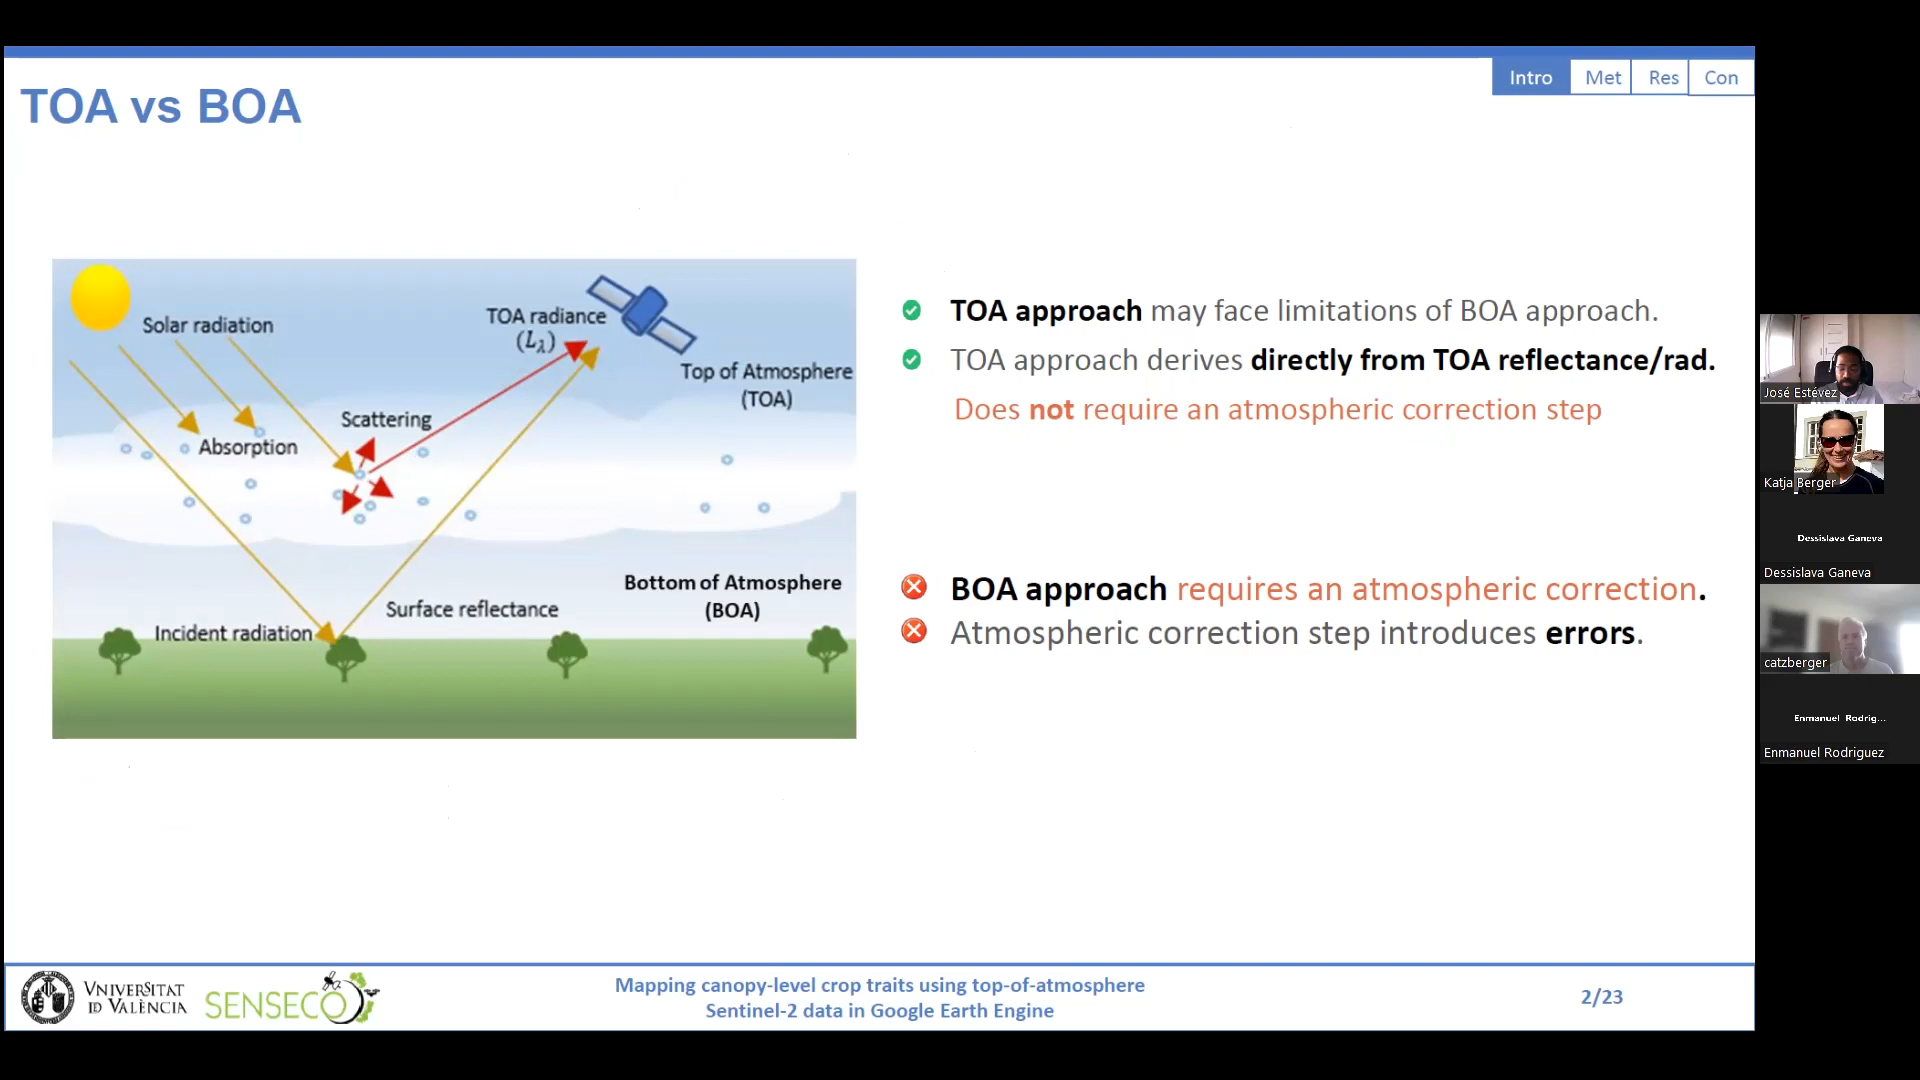 Intro Met Res Con
TOA vs BOA
Solar radiation
TOA radiance
(Lλ)
Top of Atmosphere
(TOA)
Scattering
Absorption
Bottom of Atmosphere
(BOA)
Surface reflectance
Incident radiation
TOA approach may face limitations of BOA approach.
TOA approach derives directly from TOA reflectance/rad.
Does not require an atmospheric correction step
BOA approach requires an atmospheric correction.
Atmospheric correction step introduces errors.
VNIVERSITAT
ID VALÈNCIA
SENSECO
Mapping canopy-level crop traits using top-of-atmosphere
Sentinel-2 data in Google Earth Engine
2/23
José Estévez
Katja Berger
Dessislava Ganeva
Dessislava Ganeva
catzberger
Enmanuel Rodrig...
Enmanuel Rodriguez